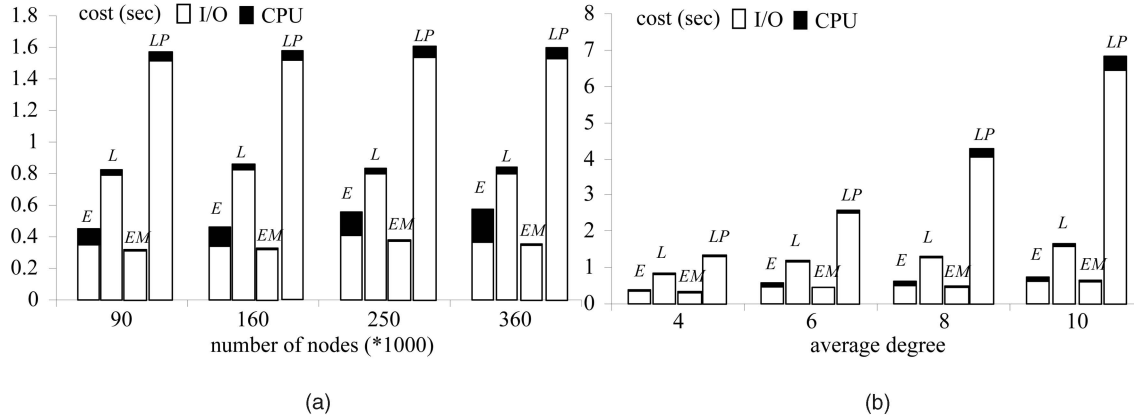 cost (sec) I/O CPU
1.8
1.6
1.4
1.2
1
0.8
0.6
0.4
0.2
0
E L EM LP
E L EM LP
E L EM LP
E L EM LP
90 160 250 360
number of nodes (*1000)
(a)
cost (sec) I/O CPU
8
7
6
5
4
3
2
1
0
E L EM LP
E L EM LP
E L EM LP
E L EM LP
4 6 8 10
average degree
(b)